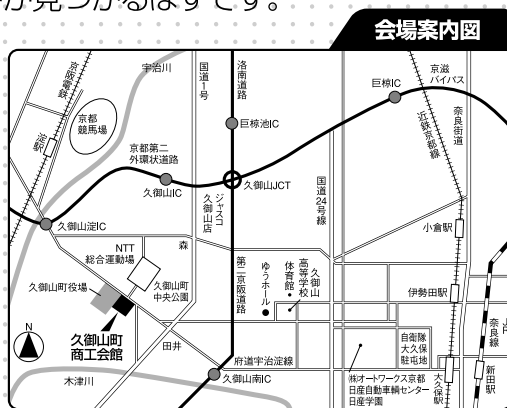 が見つかるはずです。
会場案内図
京阪電鉄
宇治川
国道1号
洛南道路
巨椋IC
京滋
バイパス
京都
競馬場
淀駅
巨椋池IC
近鉄京都線
奈良街道
京都第二
外環状道路
久御山IC
久御山JCT
ジャスコ
久御山店
国道24号線
久御山淀IC
森
小倉駅
NTT
総合運動場
久御山町
中央公園
第二京阪道路
ゆうホール
久御山
高等学校
体育館
久御山町役場
伊勢田駅
N
久御山町
商工会館
田井
自衛隊
大久保
駐屯地
奈良線
府道宇治淀線
木津川
久御山南IC
㈱オートワークス京都
日産自動車輌センター
日産学園
大久保駅
新田駅